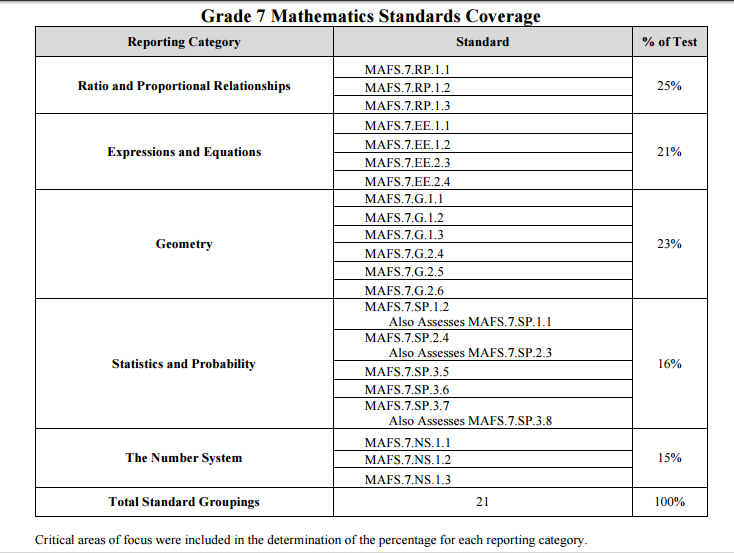 Grade 7 Mathematics Standards Coverage
Reporting Category Standard % of Test
Ratio and Proportional Relationships
MAFS.7.RP.1.1
MAFS.7.RP.1.2
MAFS.7.RP.1.3
25%
Expressions and Equations
MAFS.7.EE.1.1
MAFS.7.EE.1.2
MAFS.7.EE.2.3
MAFS.7.EE.2.4
21%
Geometry
MAFS.7.G.1.1
MAFS.7.G.1.2
MAFS.7.G.1.3
MAFS.7.G.2.4
MAFS.7.G.2.5
MAFS.7.G.2.6
23%
Statistics and Probability
MAFS.7.SP.1.2
Also Assesses MAFS.7.SP.1.1
MAFS.7.SP.2.4
Also Assesses MAFS.7.SP.2.3
MAFS.7.SP.3.5
MAFS.7.SP.3.6
MAFS.7.SP.3.7
Also Assesses MAFS.7.SP.3.8
16%
The Number System
MAFS.7.NS.1.1
MAFS.7.NS.1.2
MAFS.7.NS.1.3
15%
Total Standard Groupings 21 100%
Critical areas of focus were included in the determination of the percentage for each reporting category.